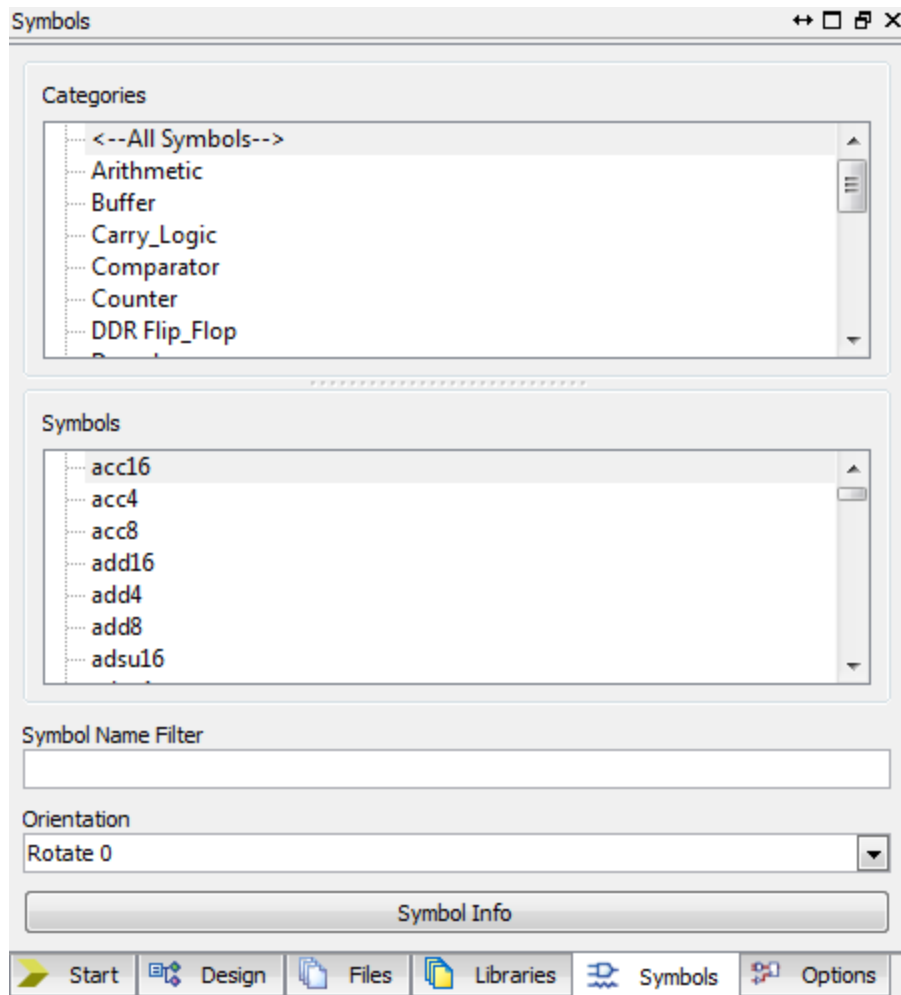 Symbols
Categories
<--All Symbols-->
Arithmetic
Buffer
Carry_Logic
Comparator
Counter
DDR Flip_Flop
Symbols
acc16
acc4
acc8
add16
add4
add8
adsu16
Symbol Name Filter
Orientation
Rotate 0
Symbol Info
Start Design Files Libraries Symbols Options